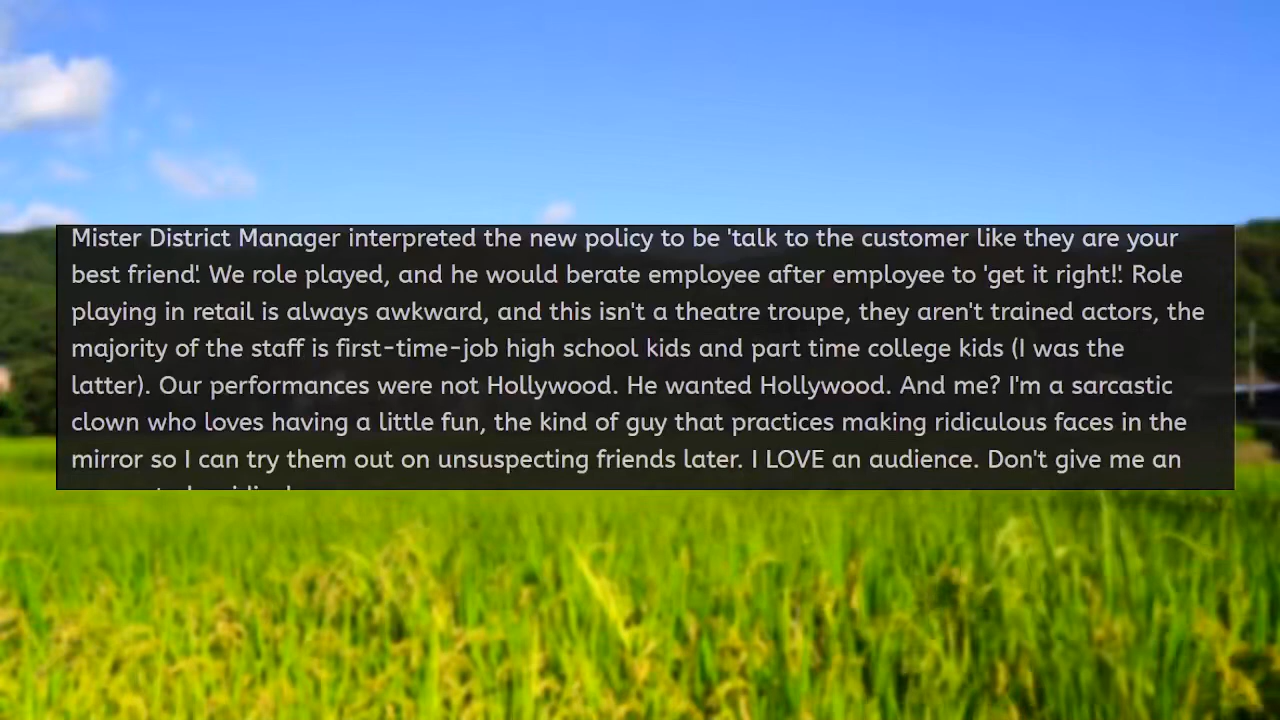 Mister District Manager interpreted the new policy to be 'talk to the customer like they are your
best friend'. We role played, and he would berate employee after employee to 'get it right!'. Role
playing in retail is always awkward, and this isn't a theatre troupe, they aren't trained actors, the
majority of the staff is first-time-job high school kids and part time college kids (I was the
latter). Our performances were not Hollywood. He wanted Hollywood. And me? I'm a sarcastic
clown who loves having a little fun, the kind of guy that practices making ridiculous faces in the
mirror so I can try them out on unsuspecting friends later. I LOVE an audience. Don't give me an